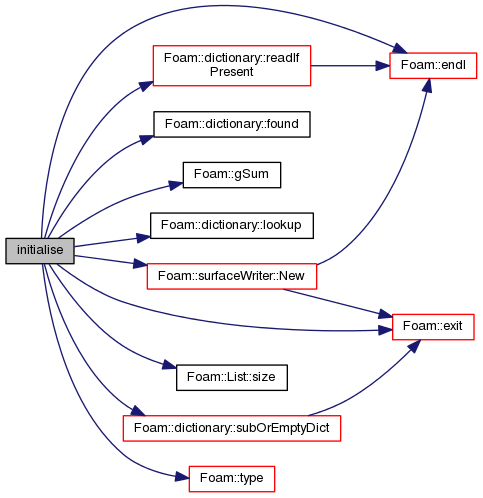 initialise
Foam::dictionary::readIf
Present
Foam::endl
Foam::dictionary::found
Foam::gSum
Foam::dictionary::lookup
Foam::surfaceWriter::New
Foam::exit
Foam::List::size
Foam::dictionary::subOrEmptyDict
Foam::type